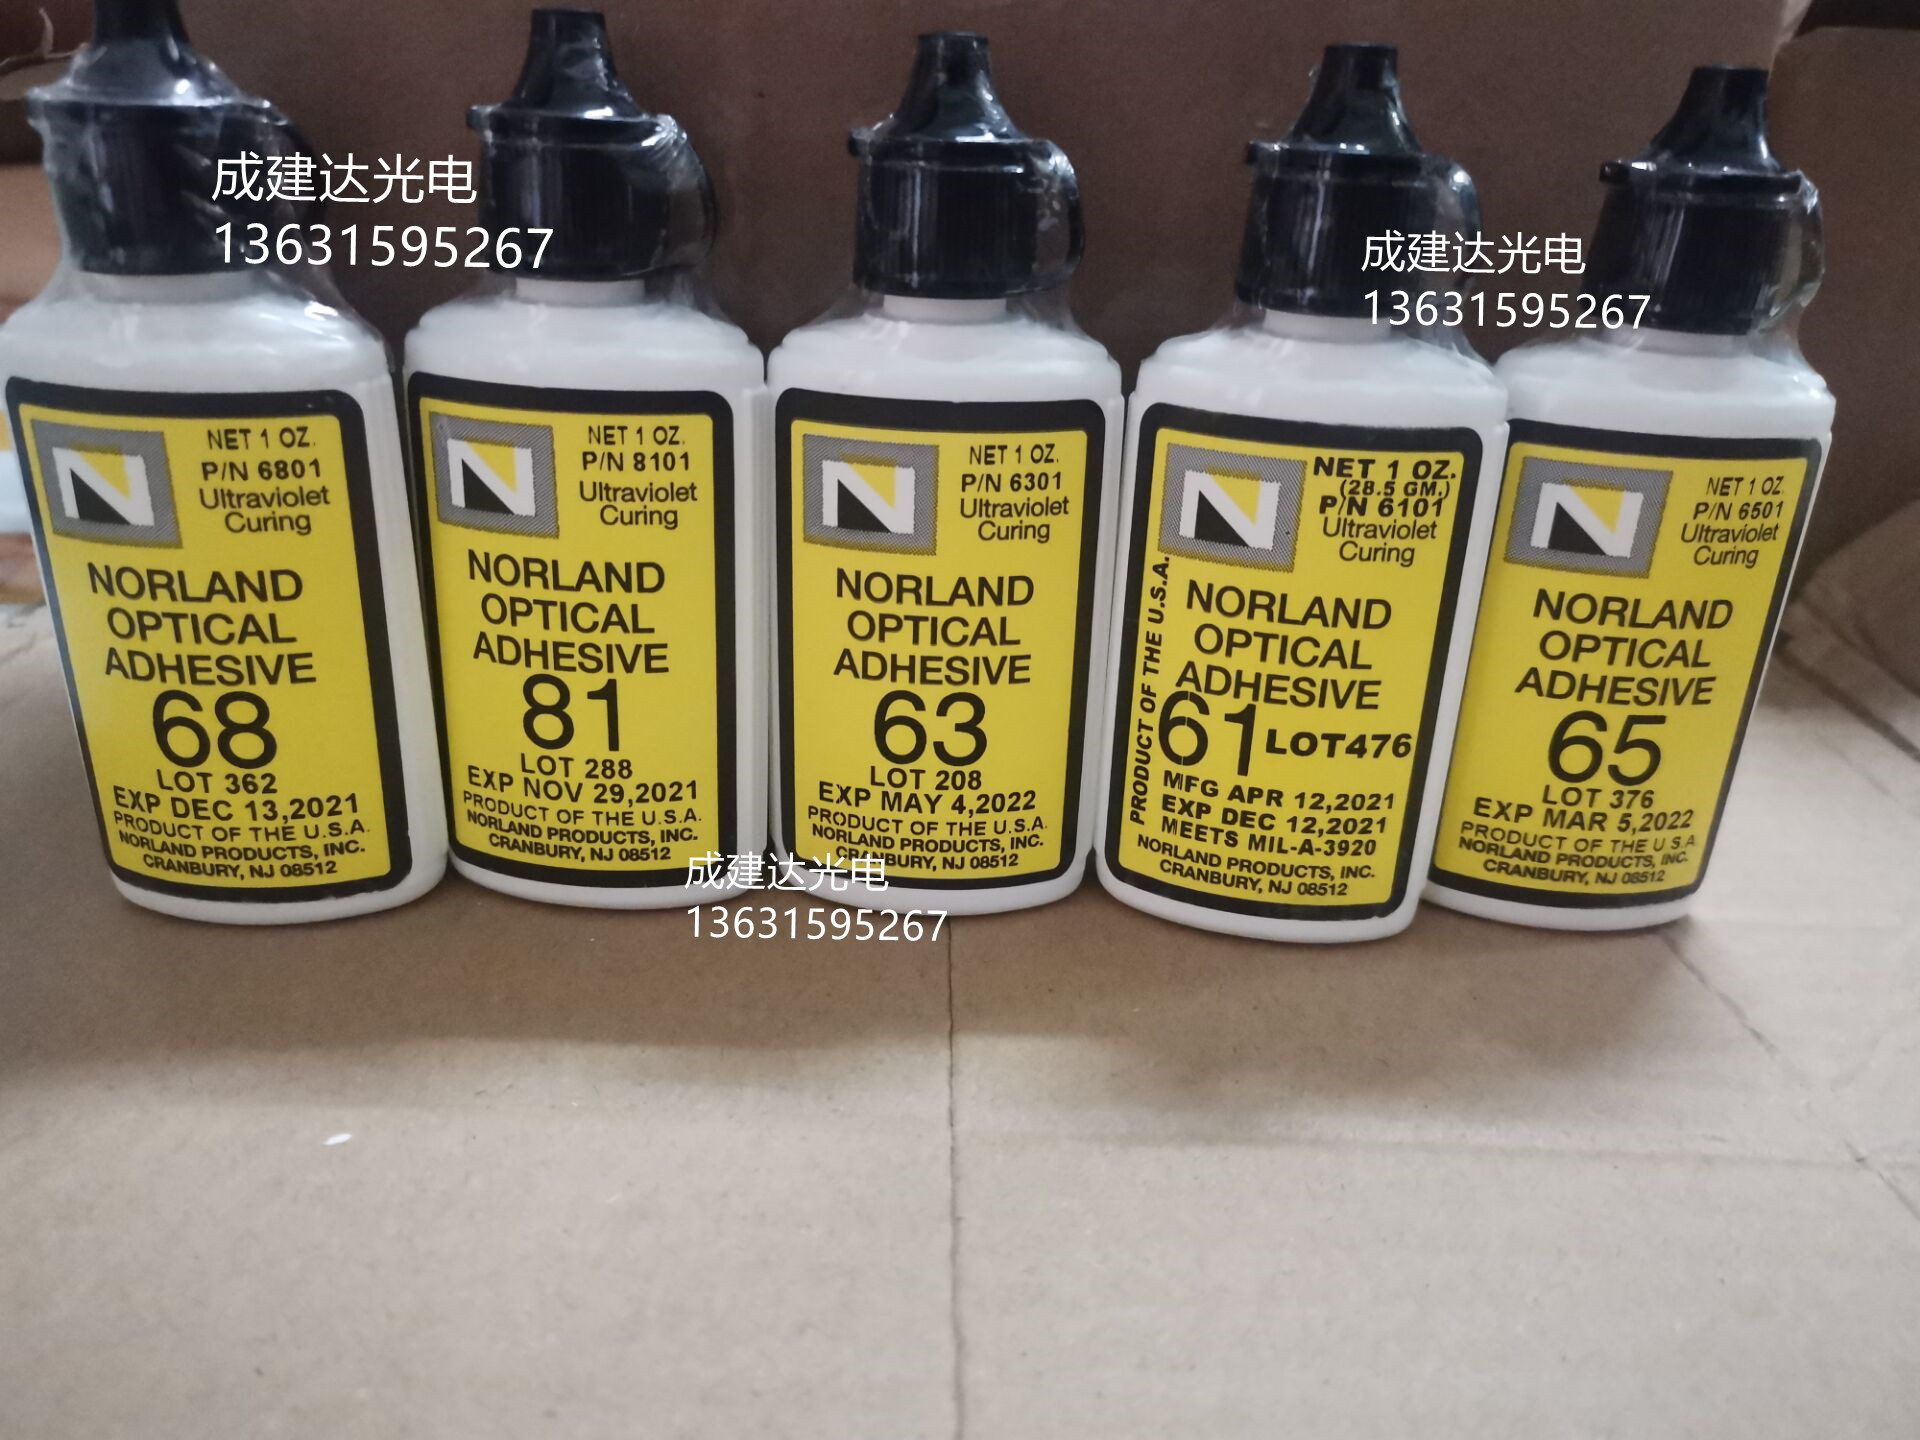 成建达光电
13631595267
成建达光电
13631595267
NET 1 OZ.
P/N 6801
Ultraviolet
Curing
NORLAND
OPTICAL
ADHESIVE
68
LOT 362
EXP DEC 13,2021
PRODUCT OF THE U.S.A.
NORLAND PRODUCTS, INC.
CRANBURY, NJ 08512
NET 1 OZ.
P/N 8101
Ultraviolet
Curing
NORLAND
OPTICAL
ADHESIVE
81
LOT 288
EXP NOV 29,2021
PRODUCT OF THE U.S.A.
NORLAND PRODUCTS, INC.
CRANBURY, NJ 08512
NET 1 OZ.
P/N 6301
Ultraviolet
Curing
NORLAND
OPTICAL
ADHESIVE
63
LOT 208
EXP MAY 4,2022
PRODUCT OF THE U.S.A.
NORLAND PRODUCTS, INC.
CRANBURY, NJ 08512
NET 1 OZ.
(28.5 GM.)
P/N 6101
Ultraviolet
Curing
PRODUCT OF THE U.S.A.
NORLAND
OPTICAL
ADHESIVE
61 LOT476
MFG APR 12,2021
EXP DEC 12,2021
MEETS MIL-A-3920
NORLAND PRODUCTS, INC.
CRANBURY, NJ 08512
NET 1 OZ.
P/N 6501
Ultraviolet
Curing
NORLAND
OPTICAL
ADHESIVE
65
LOT 376
EXP MAR 5,2022
PRODUCT OF THE U.S.A
NORLAND PRODUCTS, INC.
CRANBURY, NJ 08512
成建达光电
13631595267